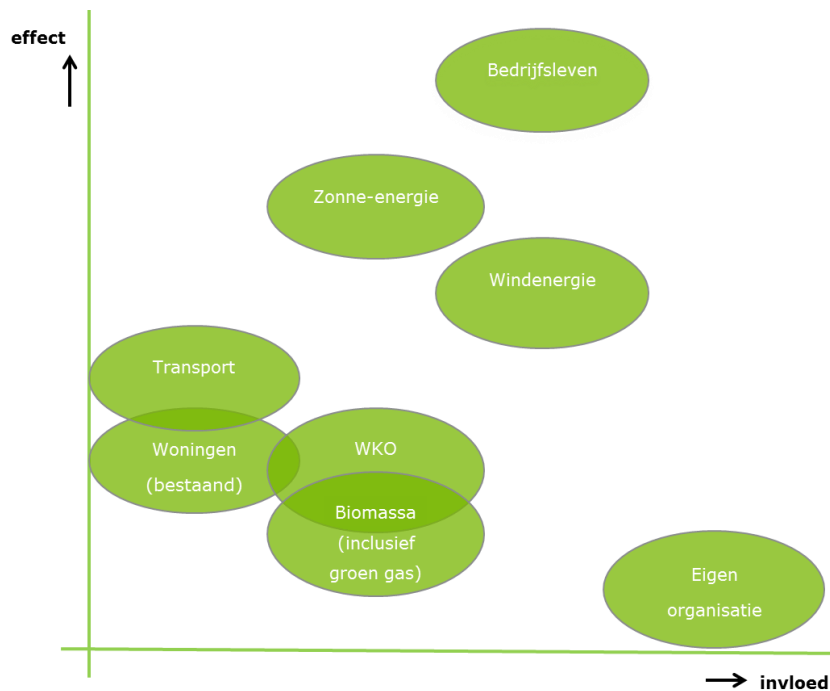 effect
Bedrijfsleven
Zonne-energie
Windenergie
Transport
Woningen
(bestaand)
WKO
Biomassa
(inclusief
groen gas)
Eigen
organisatie
invloed